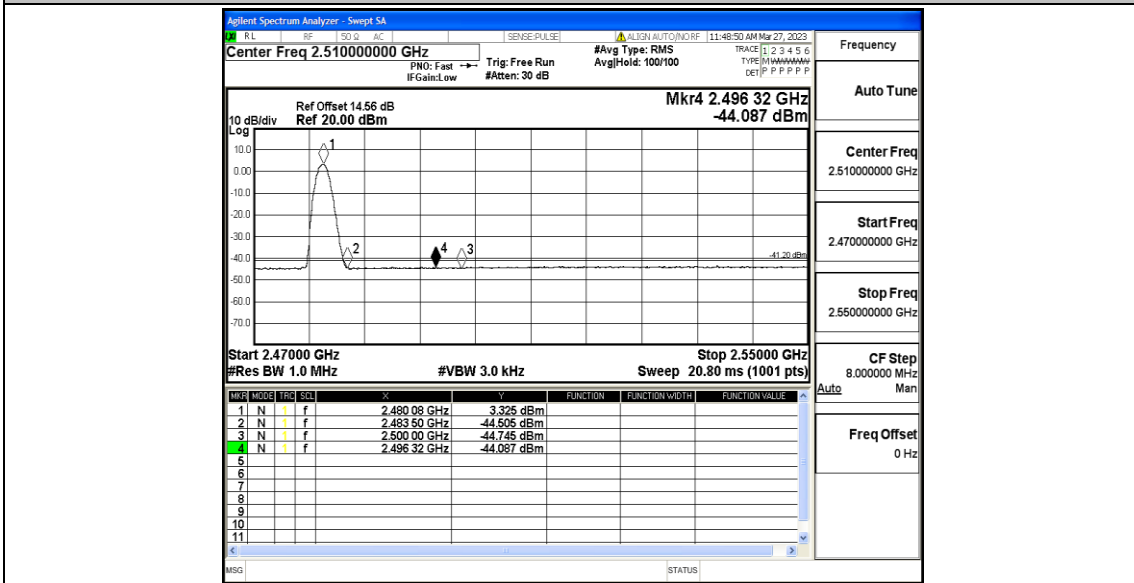 Agilent Spectrum Analyzer - Swept SA
RL RF 50 Ω AC SENSE:PULSE ALIGN AUTO/NO RF 11:48:50 AM Mar 27, 2023
Center Freq 2.510000000 GHz
PNO: Fast
IFGain:Low
Trig: Free Run
#Atten: 30 dB
#Avg Type: RMS
Avg|Hold: 100/100
TRACE 1 2 3 4 5 6
TYPE M WWWWW
DET P P P P P P
Ref Offset 14.56 dB
10 dB/div Ref 20.00 dBm
Mkr4 2.496 32 GHz
-44.087 dBm
Log
10.0
0.00
-10.0
-20.0
-30.0
-40.0
-50.0
-60.0
-70.0
1
2
4
3
-41.20 dBm
Start 2.47000 GHz Stop 2.55000 GHz
#Res BW 1.0 MHz #VBW 3.0 kHz Sweep 20.80 ms (1001 pts)
MKR MODE TRC SCL X Y FUNCTION FUNCTION WIDTH FUNCTION VALUE
1 N 1 f 2.480 08 GHz 3.325 dBm
2 N 1 f 2.483 50 GHz -44.505 dBm
3 N 1 f 2.500 00 GHz -44.745 dBm
4 N 1 f 2.496 32 GHz -44.087 dBm
5
6
7
8
9
10
11
MSG STATUS
Frequency
Auto Tune
Center Freq
2.510000000 GHz
Start Freq
2.470000000 GHz
Stop Freq
2.550000000 GHz
CF Step
8.000000 MHz
Auto Man
Freq Offset
0 Hz